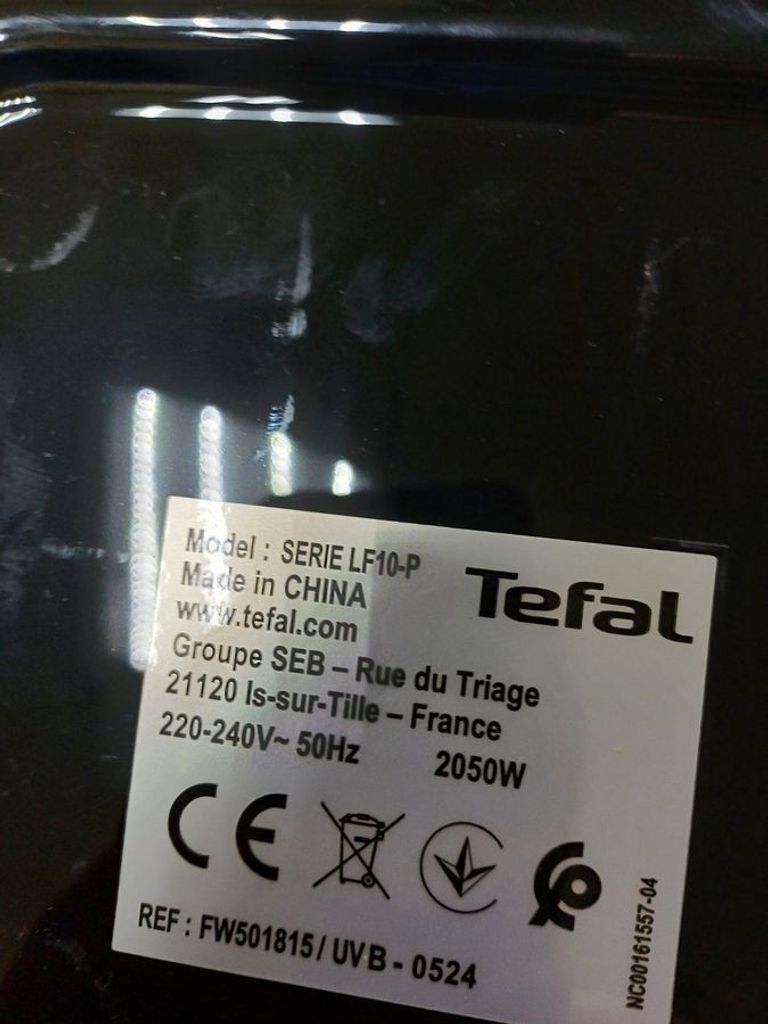 Model : SERIE LF10-P
Made in CHINA
Tefal
www.tefal.com
Groupe SEB – Rue du Triage
21120 Is-sur-Tille – France
220-240V~ 50Hz 2050W
CE
REF : FW501815 / UVB - 0524
NC00161557-04